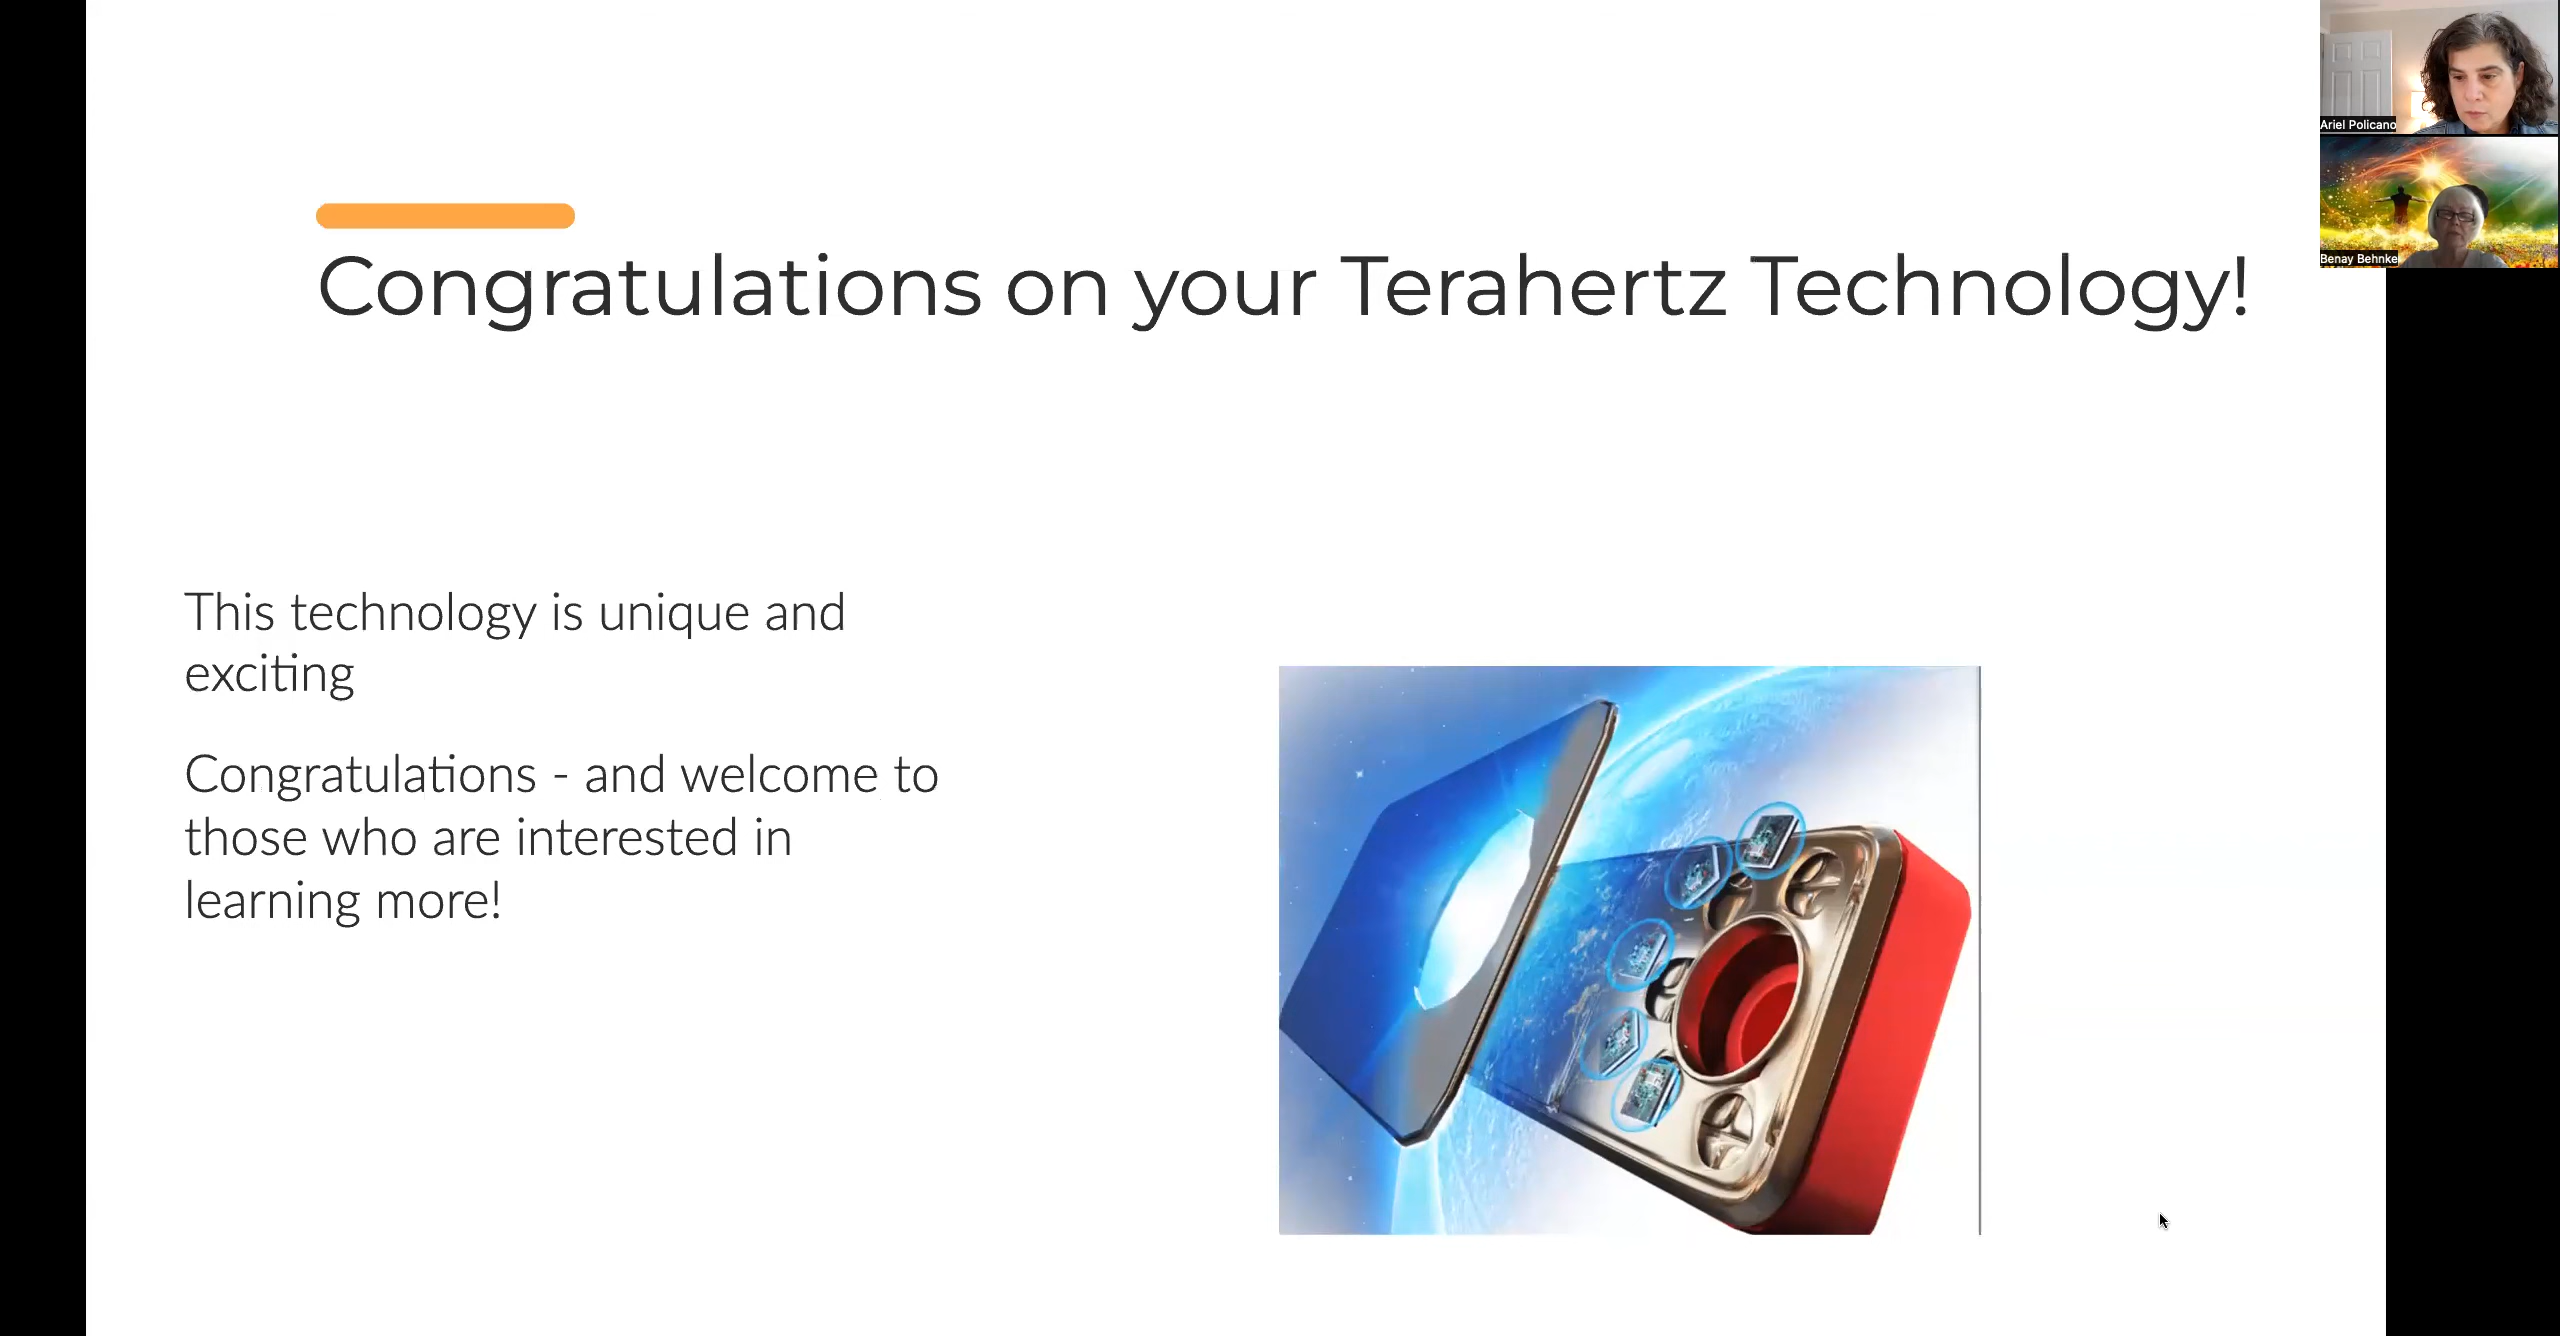 Congratulations on your Terahertz Technology!
This technology is unique and
exciting
Congratulations - and welcome to
those who are interested in
learning more!
Ariel Policano
Benay Behnke